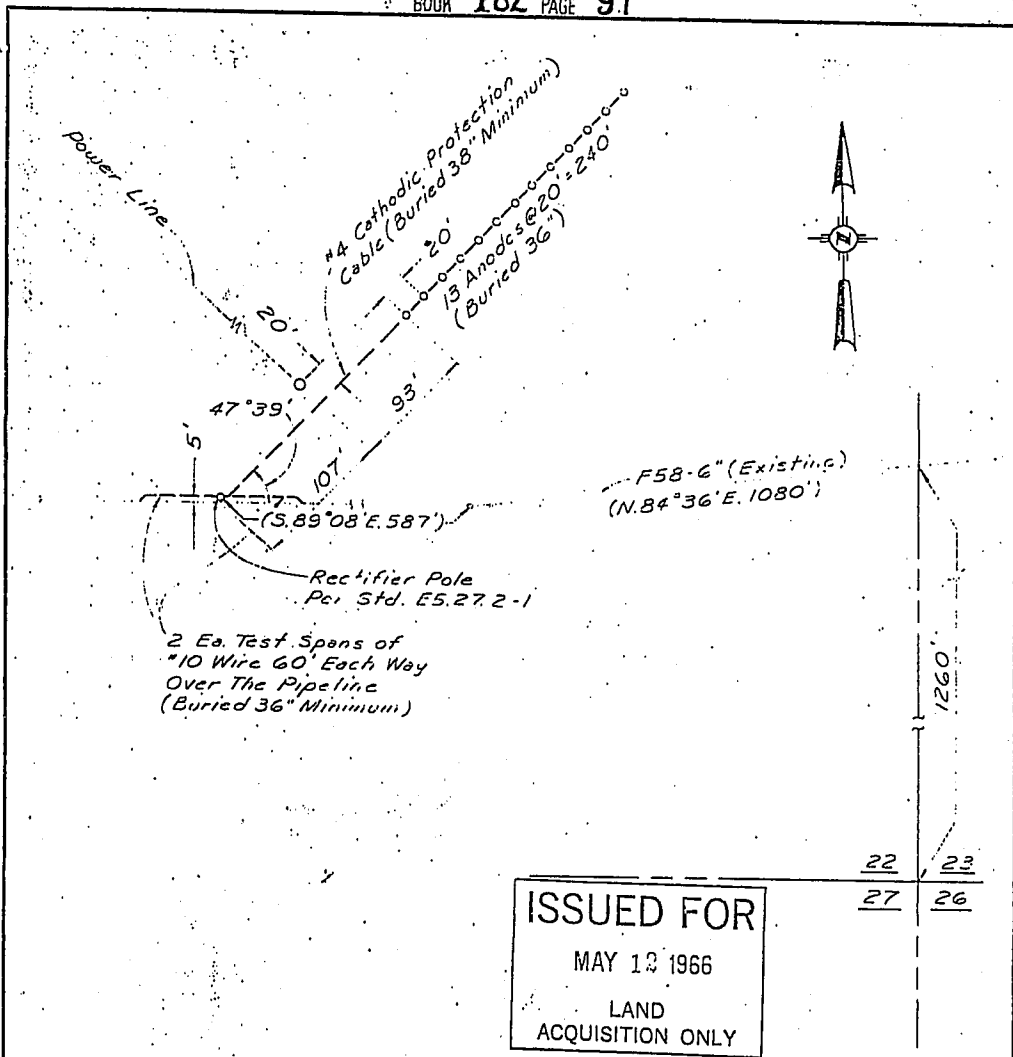 BOOK 182 PAGE
power Line
#4 Cathodic Protection
Cable (Buried 38" Minimum)
20'
13 Anodes @ 20' = 240'
(Buried 36")
20'
47°39'
93'
5'
107'
(S.89°08'E. 587')
F58-6" (Existing)
(N.84°36'E. 1080')
Rectifier Pole
Per Std. E5.27.2-1
2 Ea. Test Spans of
#10 Wire 60' Each Way
Over The Pipeline
(Buried 36" Minimum)
Z
1260'
22 23
27 26
ISSUED FOR
MAY 12 1966
LAND
ACQUISITION ONLY